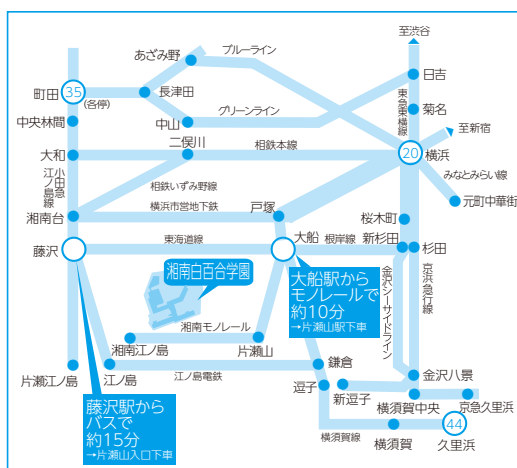 至渋谷
あざみ野
ブルーライン
日吉
町田
35
(各停)
長津田
東急東横線
菊名
グリーンライン
至新宿
中央林間
中山
二俣川
相鉄本線
20
横浜
大和
みなとみらい線
小田急
江ノ島線
相鉄いずみ野線
元町中華街
湘南台
横浜市営地下鉄
戸塚
桜木町
藤沢
東海道線
大船
根岸線
新杉田
杉田
湘南白百合学園
大船駅から
モノレールで
約10分
→片瀬山駅下車
金沢シーサイドライン
京浜急行線
湘南モノレール
湘南江ノ島
片瀬山
片瀬江ノ島
江ノ島
江ノ島電鉄
鎌倉
金沢八景
逗子
新逗子
藤沢駅から
バスで
約15分
→片瀬山入口下車
横須賀中央
京急久里浜
44
横須賀線
横須賀
久里浜